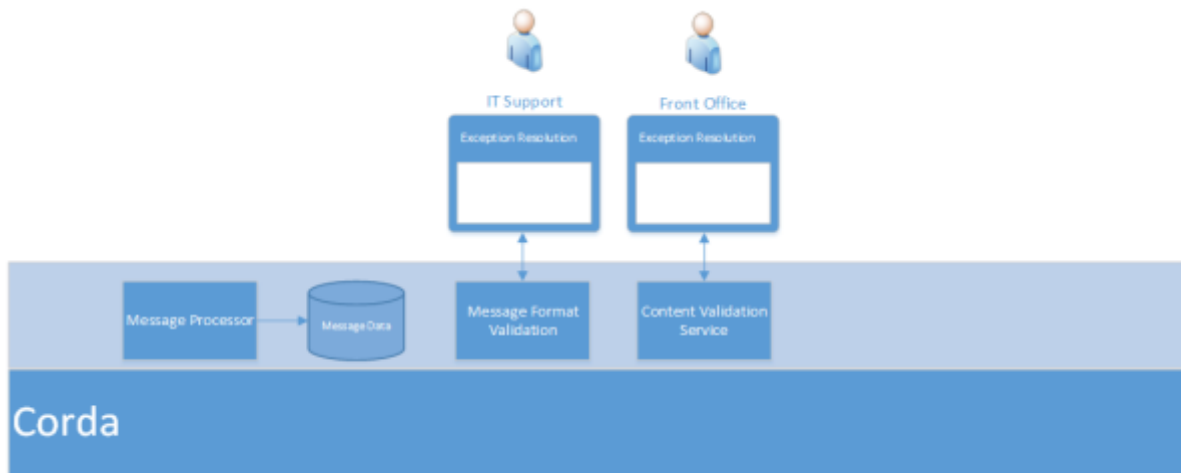 IT Support
Front Office
Exception Resolution
Exception Resolution
Message Processor
Message Data
Message Format
Validation
Content Validation
Service
Corda